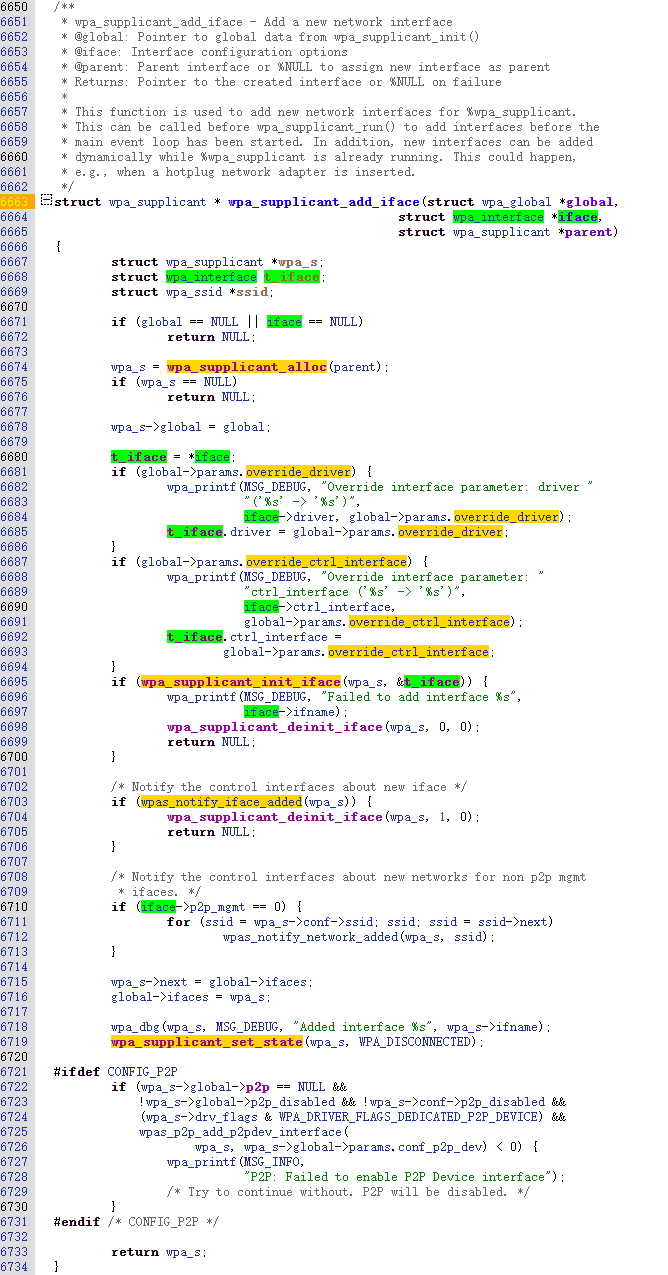 6650 /**
6651  * wpa_supplicant_add_iface - Add a new network interface
6652  * @global: Pointer to global data from wpa_supplicant_init()
6653  * @iface: Interface configuration options
6654  * @parent: Parent interface or %NULL to assign new interface as parent
6655  * Returns: Pointer to the created interface or %NULL on failure
6656  *
6657  * This function is used to add new network interfaces for %wpa_supplicant.
6658  * This can be called before wpa_supplicant_run() to add interfaces before the
6659  * main event loop has been started. In addition, new interfaces can be added
6660  * dynamically while %wpa_supplicant is already running. This could happen,
6661  * e.g., when a hotplug network adapter is inserted.
6662  */
6663 struct wpa_supplicant * wpa_supplicant_add_iface(struct wpa_global *global,
6664                                              struct wpa_interface *iface,
6665                                              struct wpa_supplicant *parent)
6666 {
6667         struct wpa_supplicant *wpa_s;
6668         struct wpa_interface t_iface;
6669         struct wpa_ssid *ssid;
6670
6671         if (global == NULL || iface == NULL)
6672                 return NULL;
6673
6674         wpa_s = wpa_supplicant_alloc(parent);
6675         if (wpa_s == NULL)
6676                 return NULL;
6677
6678         wpa_s->global = global;
6679
6680         t_iface = *iface;
6681         if (global->params.override_driver) {
6682                 wpa_printf(MSG_DEBUG, "Override interface parameter: driver "
6683                            "('%s' -> '%s')",
6684                            iface->driver, global->params.override_driver);
6685                 t_iface.driver = global->params.override_driver;
6686         }
6687         if (global->params.override_ctrl_interface) {
6688                 wpa_printf(MSG_DEBUG, "Override interface parameter: "
6689                            "ctrl_interface ('%s' -> '%s')",
6690                            iface->ctrl_interface,
6691                            global->params.override_ctrl_interface);
6692                 t_iface.ctrl_interface =
6693                         global->params.override_ctrl_interface;
6694         }
6695         if (wpa_supplicant_init_iface(wpa_s, &t_iface)) {
6696                 wpa_printf(MSG_DEBUG, "Failed to add interface %s",
6697                            iface->ifname);
6698                 wpa_supplicant_deinit_iface(wpa_s, 0, 0);
6699                 return NULL;
6700         }
6701
6702         /* Notify the control interfaces about new iface */
6703         if (wpas_notify_iface_added(wpa_s)) {
6704                 wpa_supplicant_deinit_iface(wpa_s, 1, 0);
6705                 return NULL;
6706         }
6707
6708         /* Notify the control interfaces about new networks for non p2p mgmt
6709          * ifaces. */
6710         if (iface->p2p_mgmt == 0) {
6711                 for (ssid = wpa_s->conf->ssid; ssid; ssid = ssid->next)
6712                         wpas_notify_network_added(wpa_s, ssid);
6713         }
6714
6715         wpa_s->next = global->ifaces;
6716         global->ifaces = wpa_s;
6717
6718         wpa_dbg(wpa_s, MSG_DEBUG, "Added interface %s", wpa_s->ifname);
6719         wpa_supplicant_set_state(wpa_s, WPA_DISCONNECTED);
6720
6721 #ifdef CONFIG_P2P
6722         if (wpa_s->global->p2p == NULL &&
6723             !wpa_s->global->p2p_disabled && !wpa_s->conf->p2p_disabled &&
6724             (wpa_s->drv_flags & WPA_DRIVER_FLAGS_DEDICATED_P2P_DEVICE) &&
6725             wpas_p2p_add_p2pdev_interface(
6726                     wpa_s, wpa_s->global->params.conf_p2p_dev) < 0) {
6727                 wpa_printf(MSG_INFO,
6728                            "P2P: Failed to enable P2P Device interface");
6729                 /* Try to continue without. P2P will be disabled. */
6730         }
6731 #endif /* CONFIG_P2P */
6732
6733         return wpa_s;
6734 }